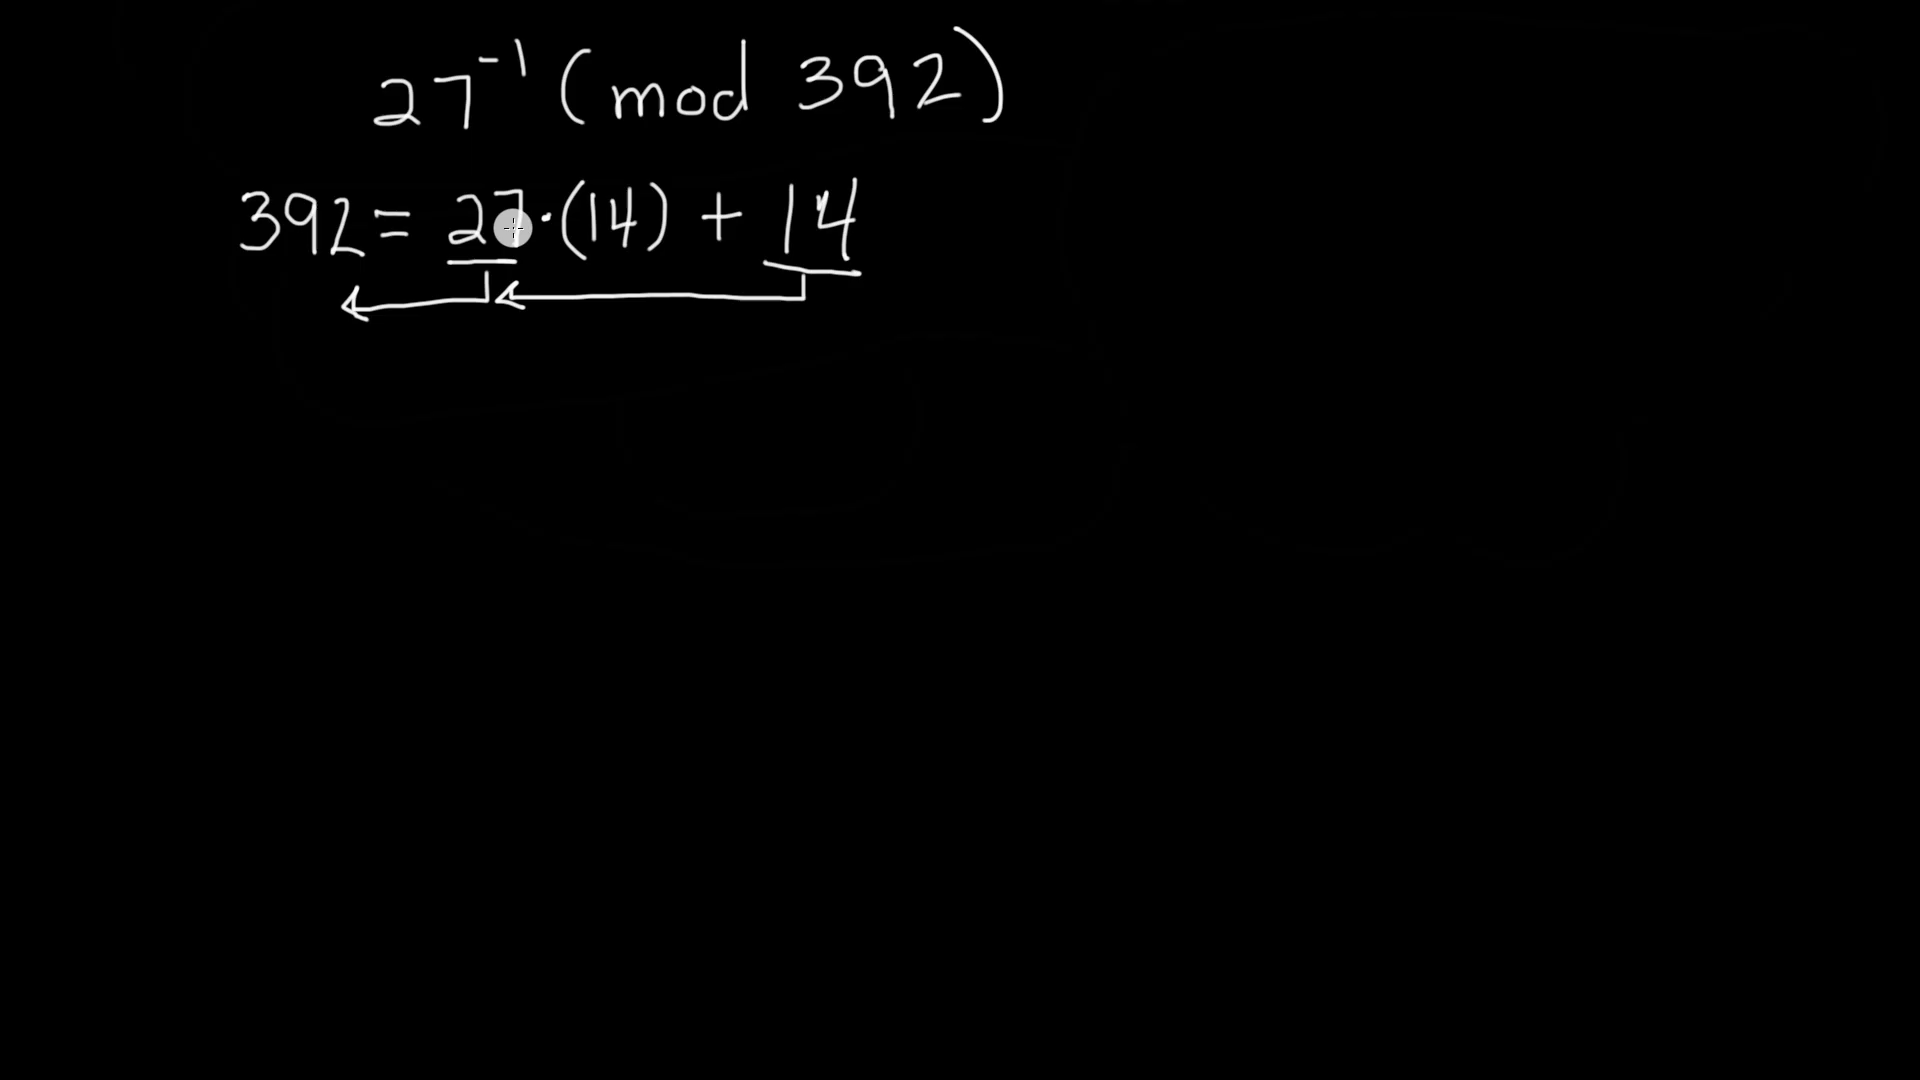 27⁻¹ (mod 392)
392 = 27·(14) + 14